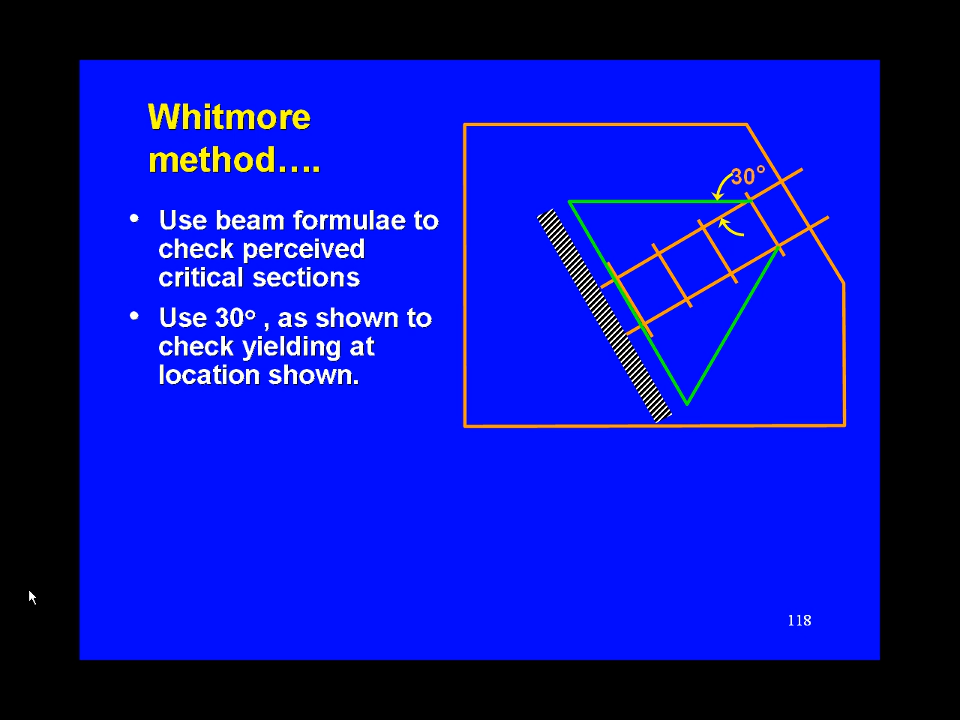 Whitmore
method….
• Use beam formulae to
check perceived
critical sections
• Use 30° , as shown to
check yielding at
location shown.
30°
118